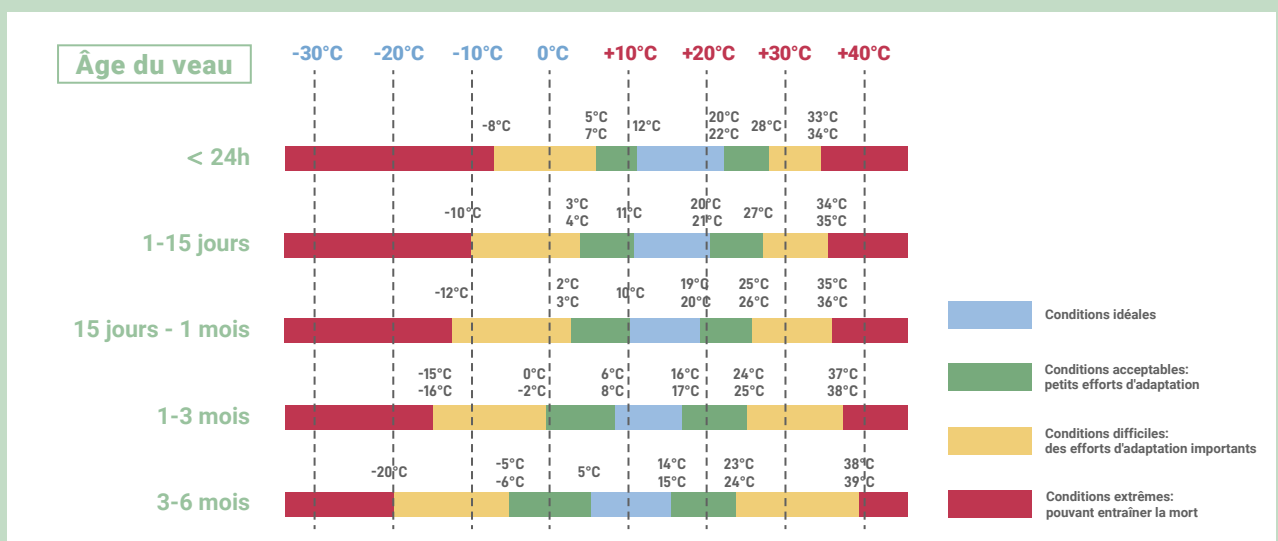 Âge du veau
-30°C -20°C -10°C 0°C +10°C +20°C +30°C +40°C
< 24h
-8°C
5°C
7°C
12°C
20°C
22°C
28°C
33°C
34°C
1-15 jours
-10°C
3°C
4°C
11°C
20°C
21°C
27°C
34°C
35°C
15 jours - 1 mois
-12°C
2°C
3°C
10°C
19°C
20°C
25°C
26°C
35°C
36°C
1-3 mois
-15°C
-16°C
0°C
-2°C
6°C
8°C
16°C
17°C
24°C
25°C
37°C
38°C
3-6 mois
-20°C
-5°C
-6°C
5°C
14°C
15°C
23°C
24°C
38°C
39°C
Conditions idéales
Conditions acceptables:
petits efforts d'adaptation
Conditions difficiles:
des efforts d'adaptation importants
Conditions extrêmes:
pouvant entraîner la mort